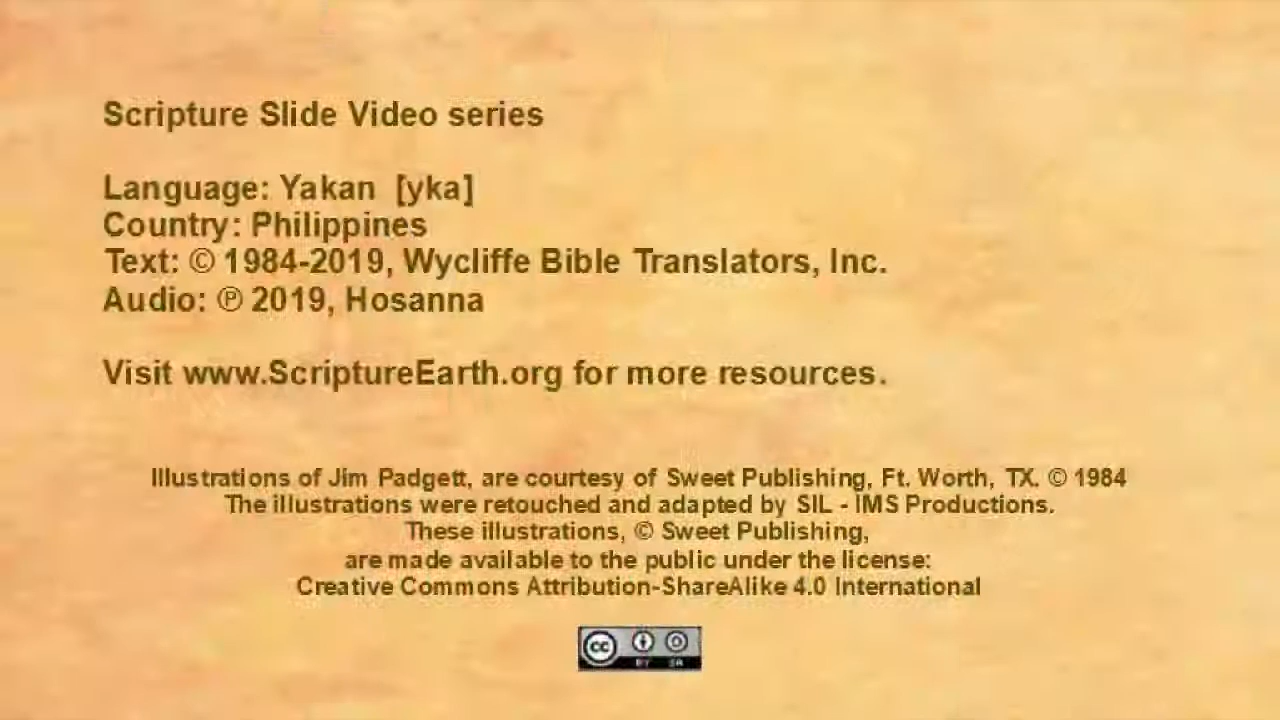 Scripture Slide Video series
Language: Yakan [yka]
Country: Philippines
Text: © 1984-2019, Wycliffe Bible Translators, Inc.
Audio: ℗ 2019, Hosanna
Visit www.ScriptureEarth.org for more resources.
Illustrations of Jim Padgett, are courtesy of Sweet Publishing, Ft. Worth, TX. © 1984
The illustrations were retouched and adapted by SIL - IMS Productions.
These illustrations, © Sweet Publishing,
are made available to the public under the license:
Creative Commons Attribution-ShareAlike 4.0 International
cc
BY SA